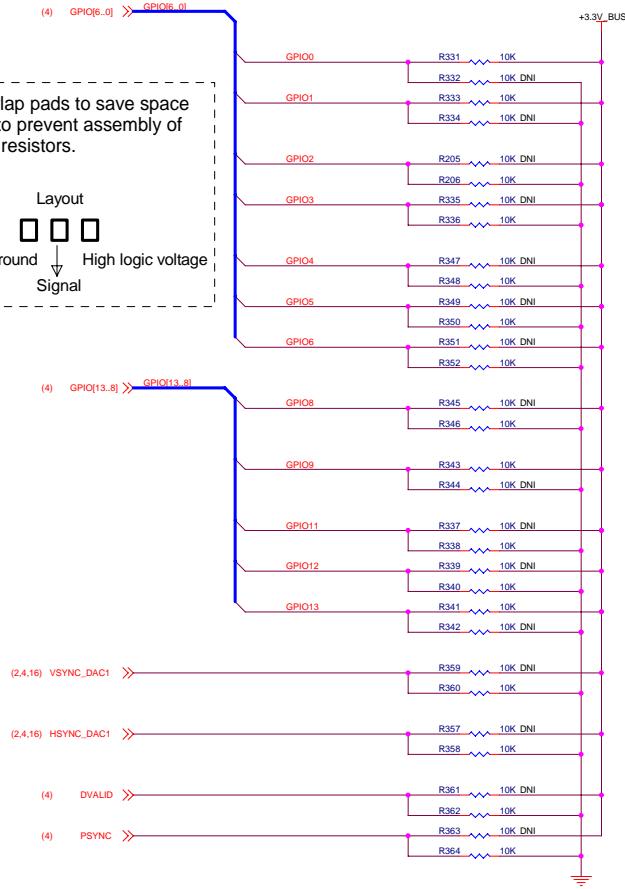 (4) GPIO[6..0] GPIO[6..0]
+3.3V_BUS
GPIO0 R331 10K
R332 10K DNI
GPIO1 R333 10K
R334 10K DNI
lap pads to save space
to prevent assembly of
resistors.
GPIO2 R205 10K DNI
R206 10K
GPIO3 R335 10K DNI
R336 10K
Layout
round High logic voltage
Signal
GPIO4 R347 10K DNI
R348 10K
GPIO5 R349 10K DNI
R350 10K
GPIO6 R351 10K DNI
R352 10K
(4) GPIO[13..8] GPIO[13..8]
GPIO8 R345 10K DNI
R346 10K
GPIO9 R343 10K
R344 10K DNI
GPIO11 R337 10K DNI
R338 10K
GPIO12 R339 10K DNI
R340 10K
GPIO13 R341 10K
R342 10K DNI
(2,4,16) VSYNC_DAC1 R359 10K DNI
R360 10K
(2,4,16) HSYNC_DAC1 R357 10K DNI
R358 10K
(4) DVALID R361 10K DNI
R362 10K
(4) PSYNC R363 10K DNI
R364 10K